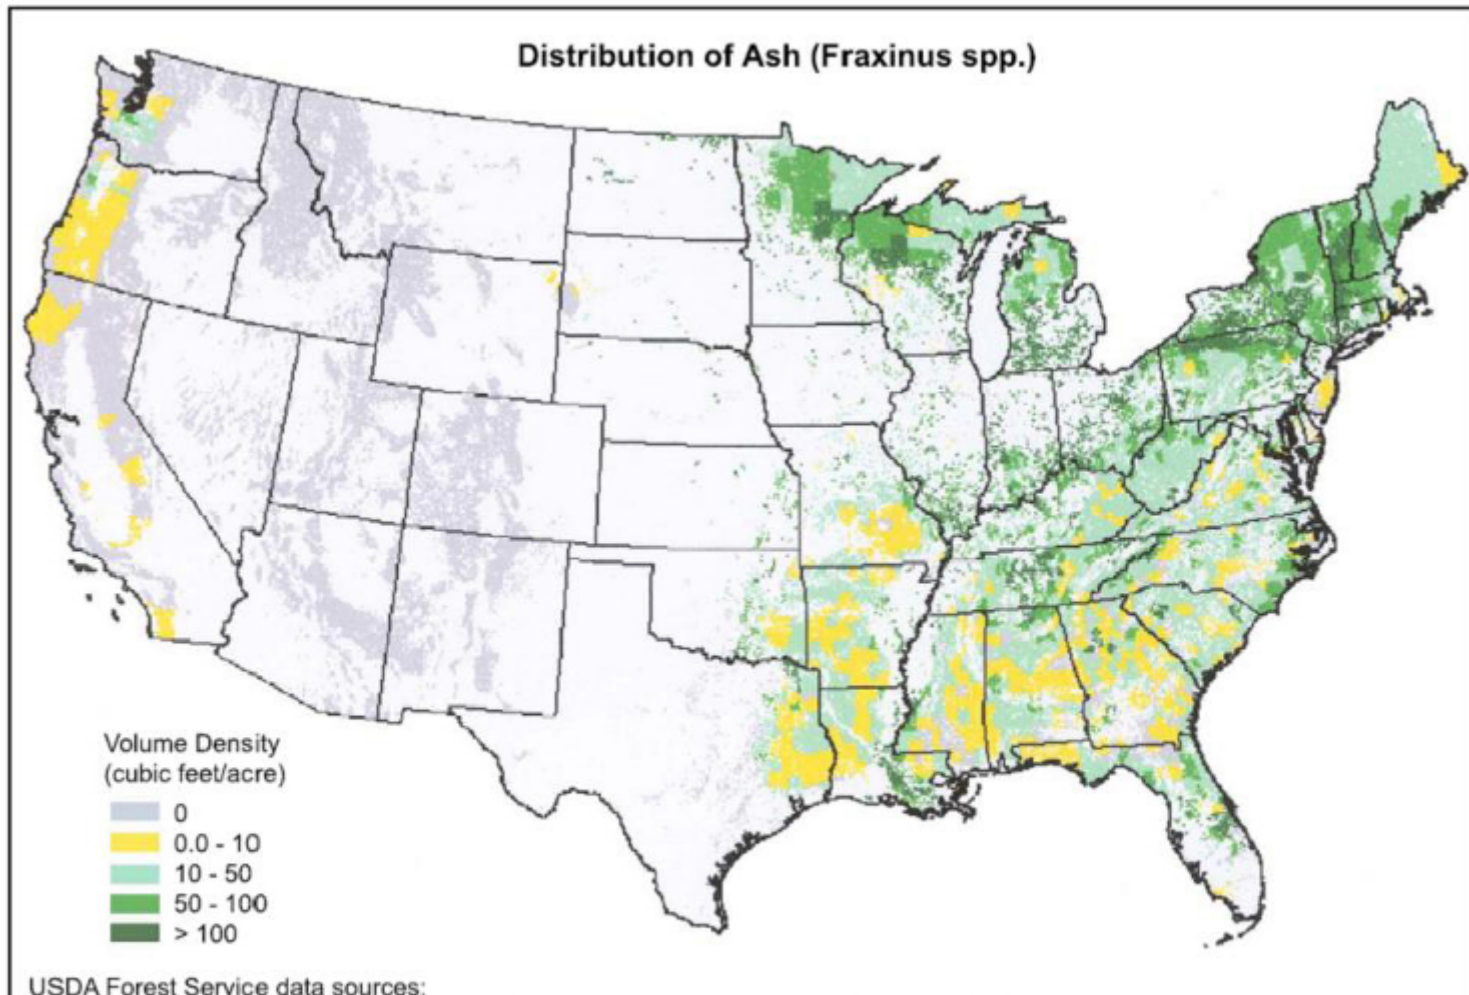 Distribution of Ash (Fraxinus spp.)
Volume Density
(cubic feet/acre)
0
0.0 - 10
10 - 50
50 - 100
> 100
USDA Forest Service data sources: